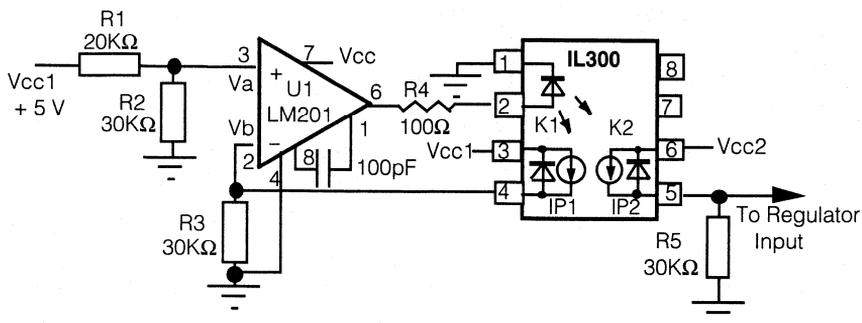 R1
20KΩ
Vcc1
+ 5 V
R2
30KΩ
3
Va
+
U1
LM201
7
Vcc
6
R4
100Ω
1
Vb
−
2
8
4
100pF
R3
30KΩ
IL300
1
2
3
4
8
7
6
5
K1
K2
Vcc1
Vcc2
IP1
IP2
R5
30KΩ
To Regulator
Input